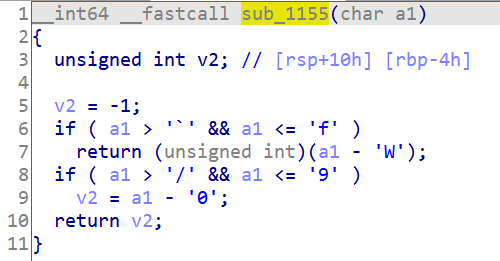 1 __int64 __fastcall sub_1155(char a1)
2 {
3   unsigned int v2; // [rsp+10h] [rbp-4h]
4
5   v2 = -1;
6   if ( a1 > '`' && a1 <= 'f' )
7     return (unsigned int)(a1 - 'W');
8   if ( a1 > '/' && a1 <= '9' )
9     v2 = a1 - '0';
10   return v2;
11 }